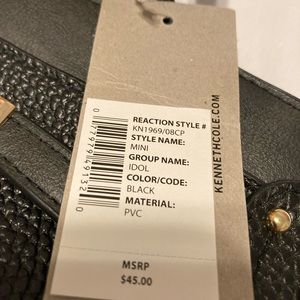 REACTION STYLE #
KN1969/08CP
STYLE NAME:
MINI
GROUP NAME:
IDOL
COLOR/CODE:
BLACK
MATERIAL:
PVC
MSRP
$45.00
KENNETHCOLE.COM